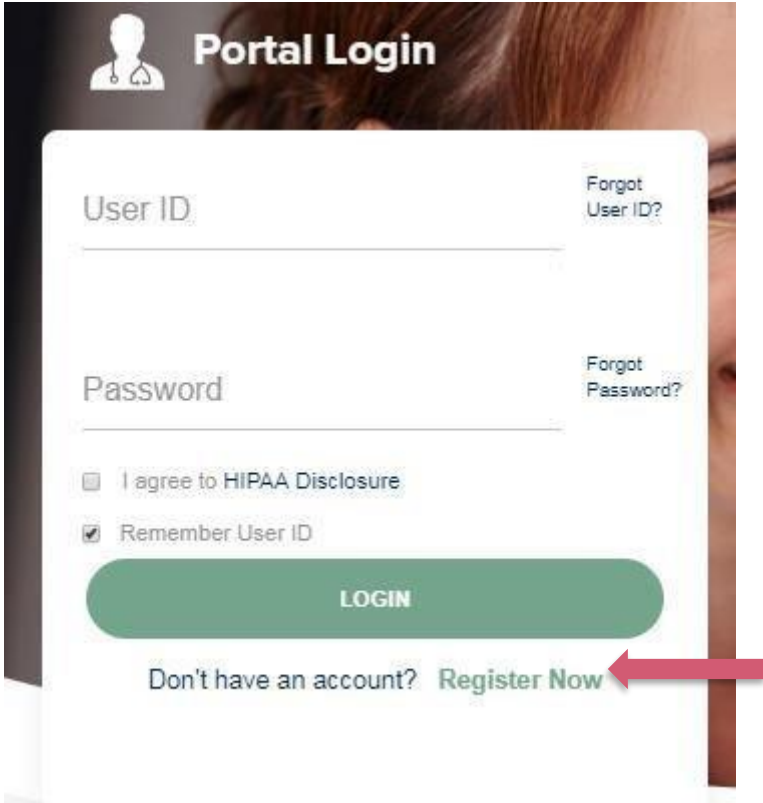 Portal Login
User ID
Forgot
User ID?
Password
Forgot
Password?
I agree to HIPAA Disclosure
Remember User ID
LOGIN
Don't have an account? Register Now